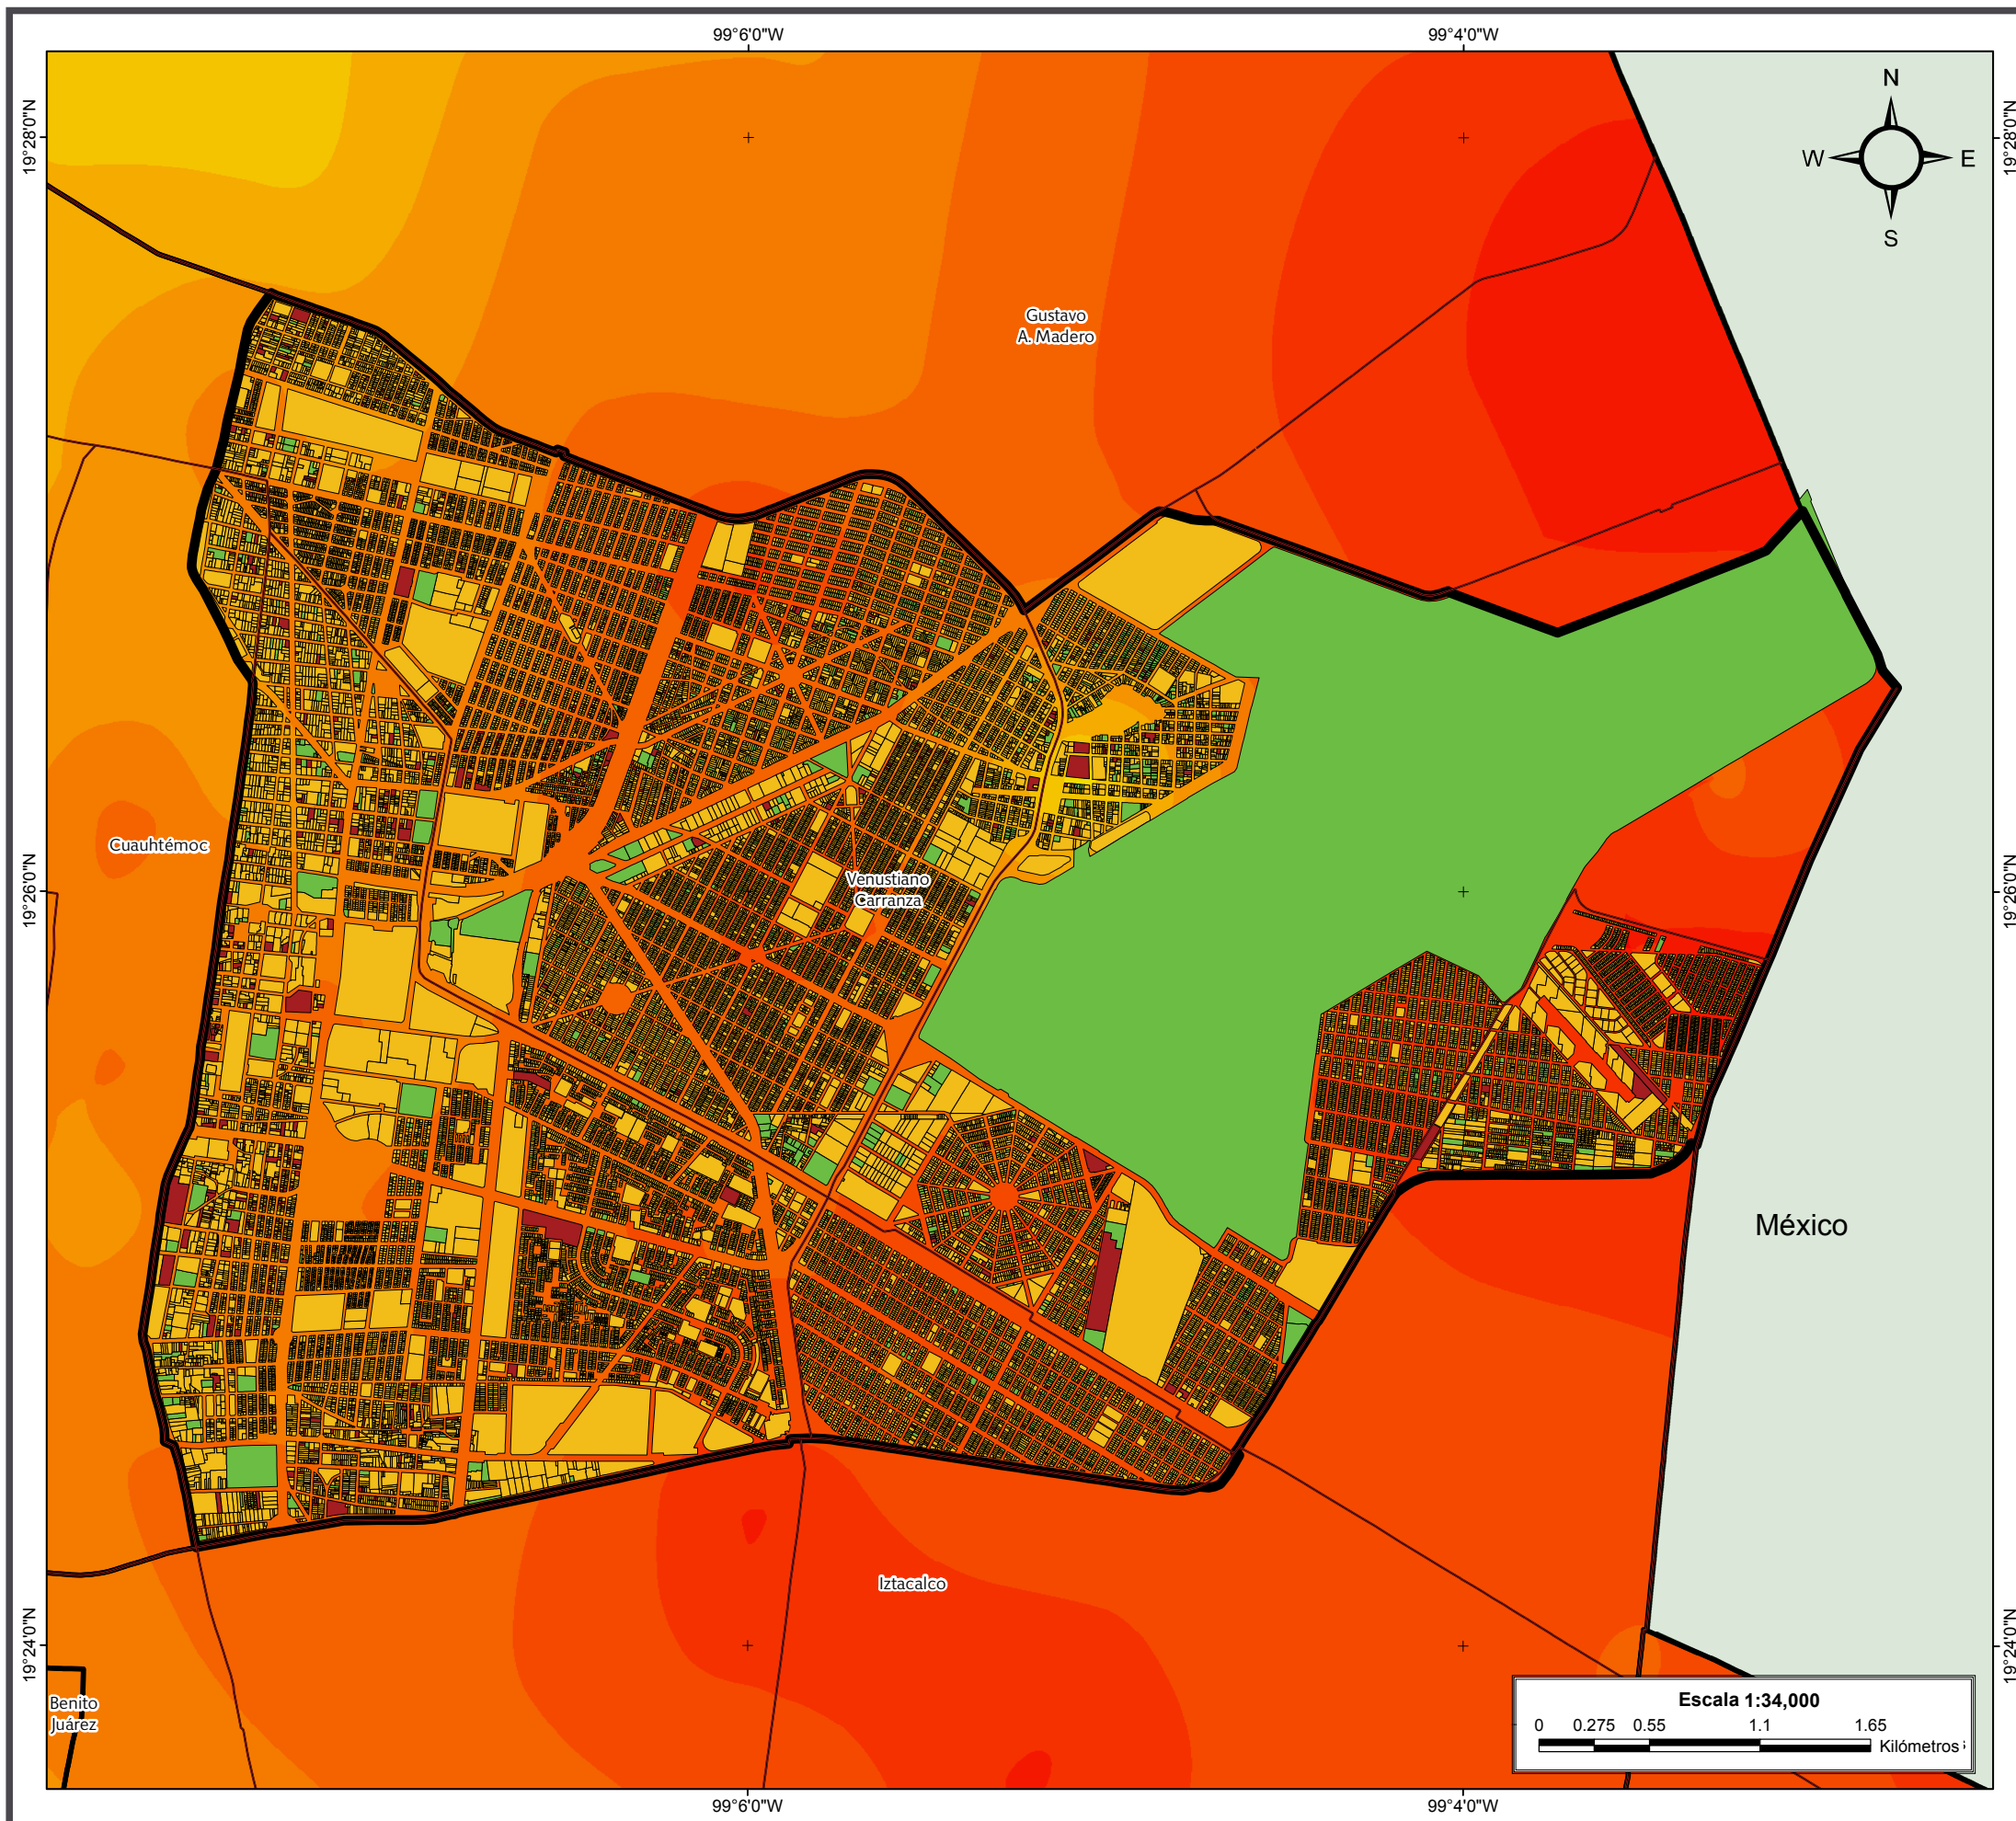 99°6'0"W
99°4'0"W
19°28'0"N
19°28'0"N
N
W
E
S
Gustavo
A. Madero
Cuauhtémoc
19°26'0"N
Venustiano
Carranza
19°26'0"N
México
Iztacalco
19°24'0"N
19°24'0"N
Benito
Juárez
Escala 1:34,000
0 0.275 0.55 1.1 1.65
Kilómetros
99°6'0"W
99°4'0"W